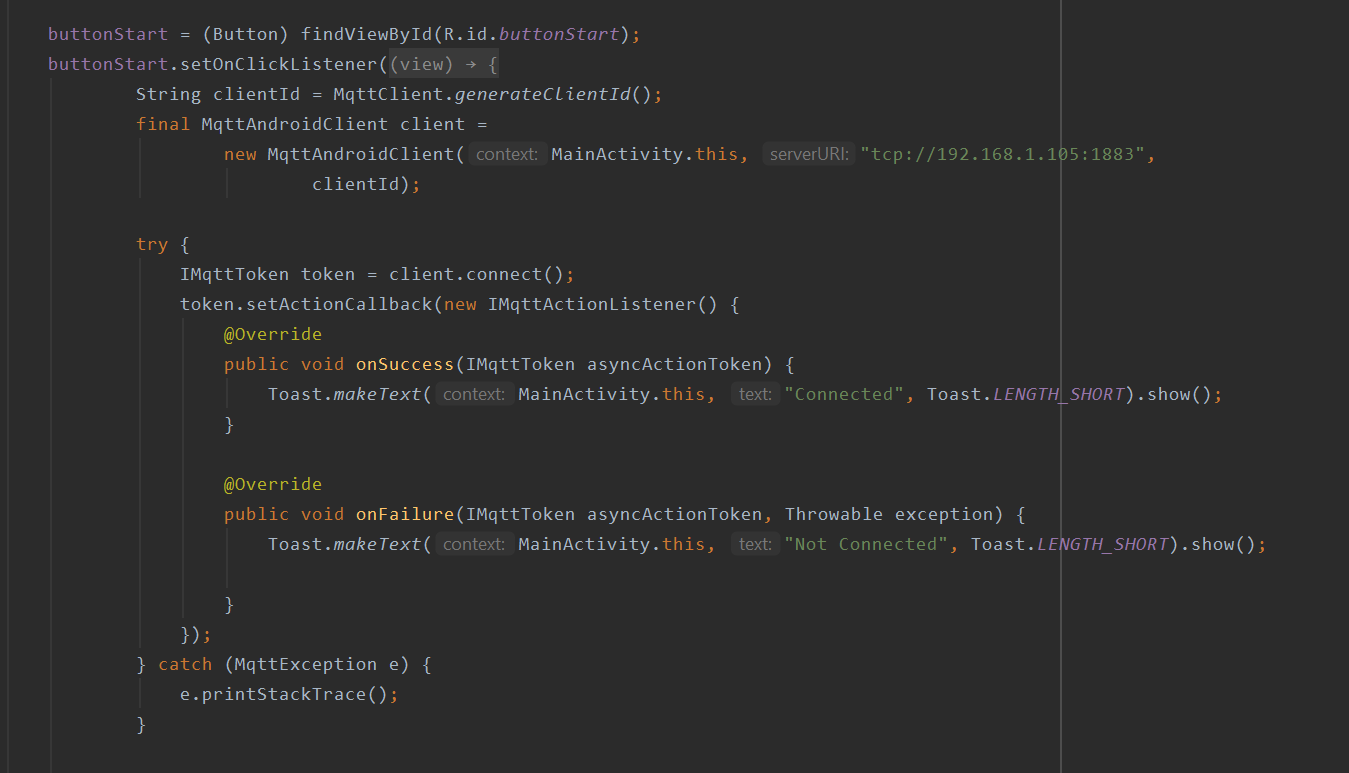 buttonStart = (Button) findViewById(R.id.buttonStart);
buttonStart.setOnClickListener((view) → {
String clientId = MqttClient.generateClientId();
final MqttAndroidClient client =
new MqttAndroidClient( context: MainActivity.this, serverURI: "tcp://192.168.1.105:1883",
clientId);
try {
IMqttToken token = client.connect();
token.setActionCallback(new IMqttActionListener() {
@Override
public void onSuccess(IMqttToken asyncActionToken) {
Toast.makeText( context: MainActivity.this, text: "Connected", Toast.LENGTH_SHORT).show();
}
@Override
public void onFailure(IMqttToken asyncActionToken, Throwable exception) {
Toast.makeText( context: MainActivity.this, text: "Not Connected", Toast.LENGTH_SHORT).show();
}
});
} catch (MqttException e) {
e.printStackTrace();
}